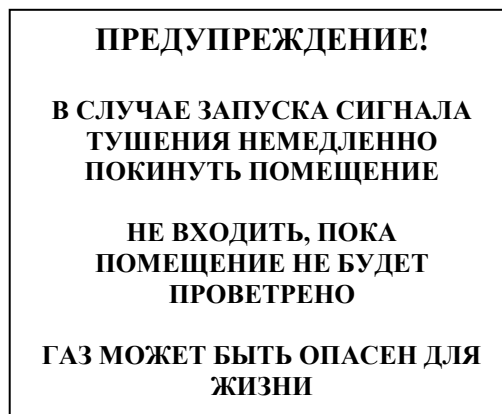 ПРЕДУПРЕЖДЕНИЕ!
В СЛУЧАЕ ЗАПУСКА СИГНАЛА
ТУШЕНИЯ НЕМЕДЛЕННО
ПОКИНУТЬ ПОМЕЩЕНИЕ
НЕ ВХОДИТЬ, ПОКА
ПОМЕЩЕНИЕ НЕ БУДЕТ
ПРОВЕТРЕНО
ГАЗ МОЖЕТ БЫТЬ ОПАСЕН ДЛЯ
ЖИЗНИ